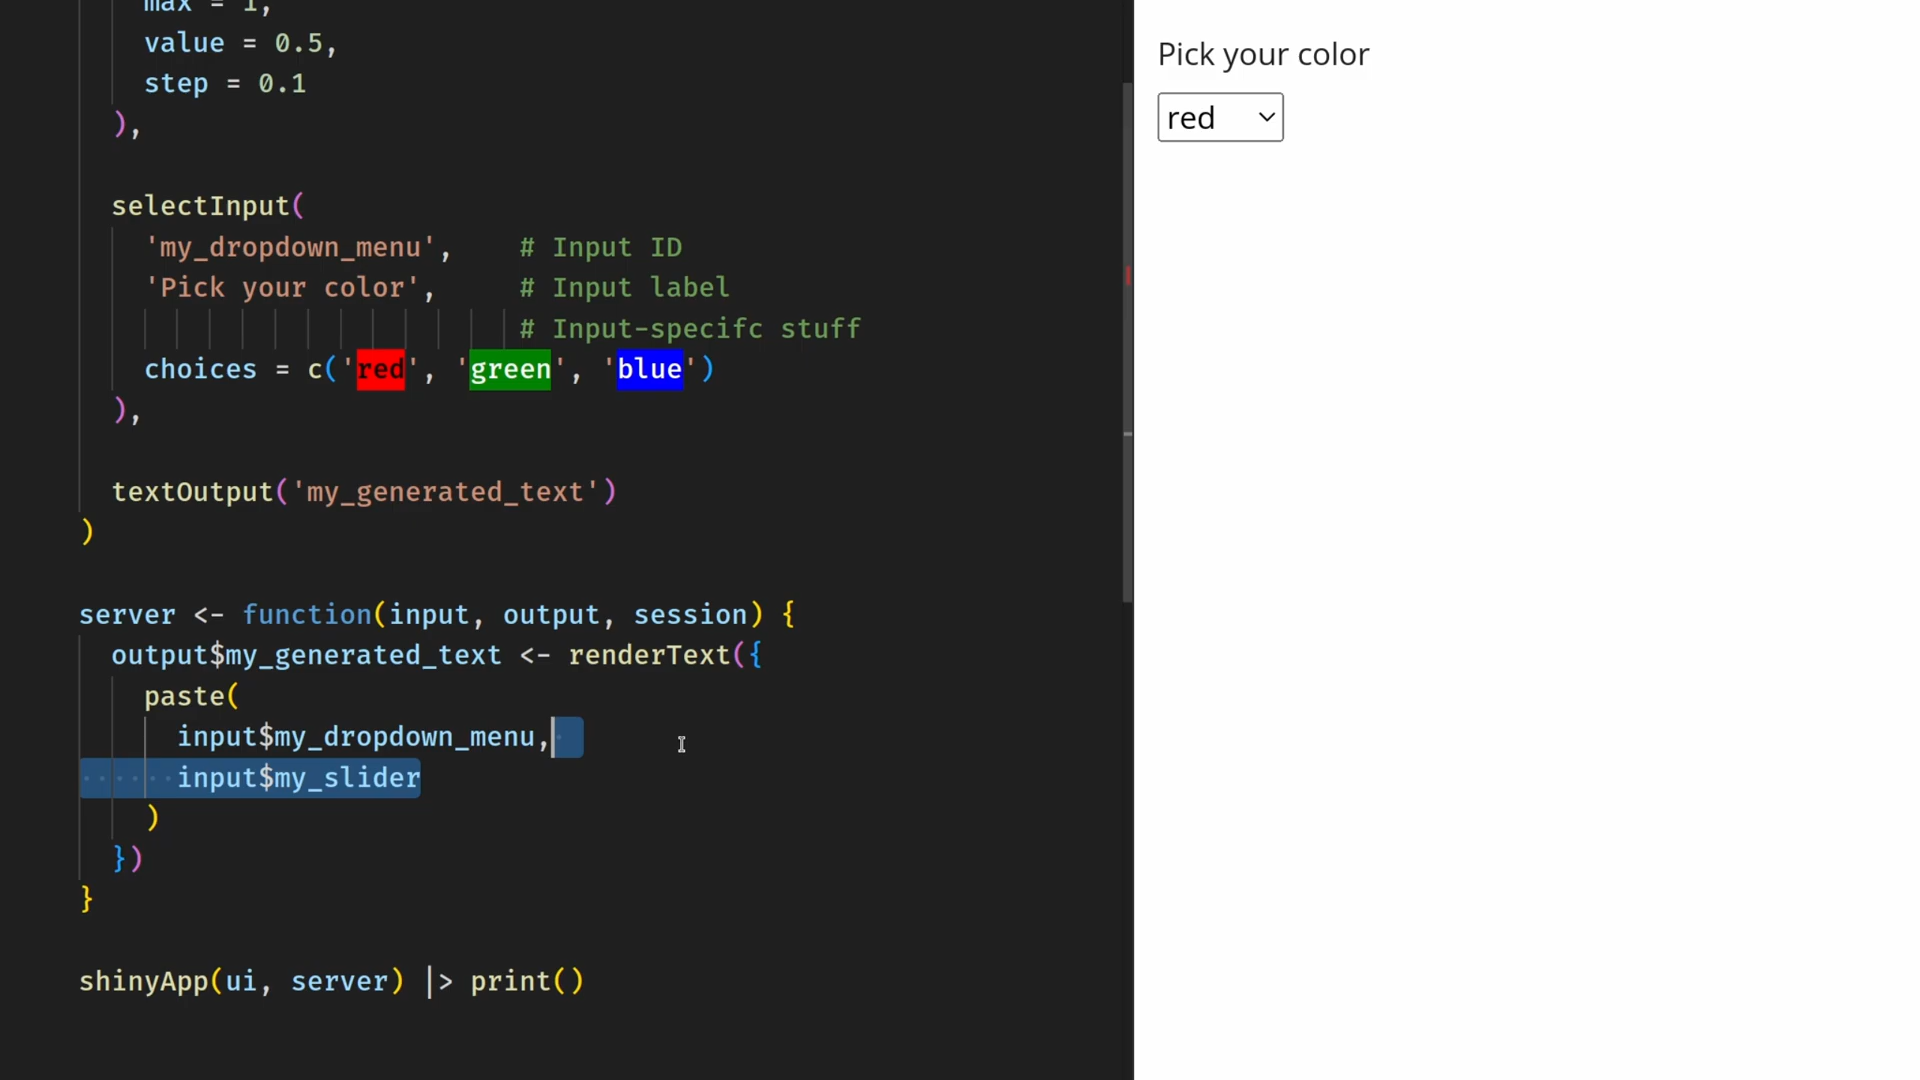 max = 1,
value = 0.5,
step = 0.1
),
selectInput(
'my_dropdown_menu',    # Input ID
'Pick your color',     # Input label
# Input-specifc stuff
choices = c('red', 'green', 'blue')
),
textOutput('my_generated_text')
)
server <- function(input, output, session) {
output$my_generated_text <- renderText({
paste(
input$my_dropdown_menu,
input$my_slider
)
})
}
shinyApp(ui, server) |> print()
Pick your color
red